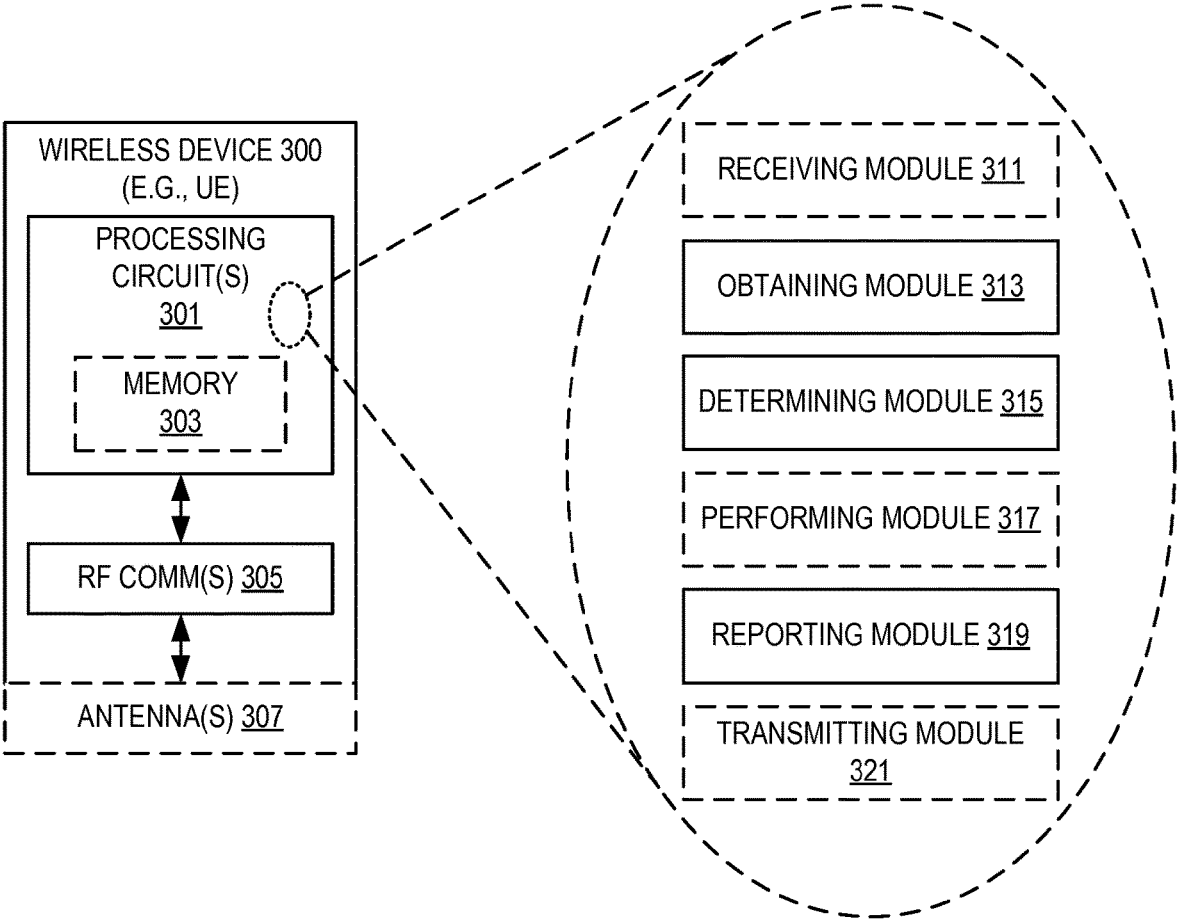 WIRELESS DEVICE 300
(E.G., UE)
PROCESSING
CIRCUIT(S)
301
MEMORY
303
RF COMM(S) 305
ANTENNA(S) 307
RECEIVING MODULE 311
OBTAINING MODULE 313
DETERMINING MODULE 315
PERFORMING MODULE 317
REPORTING MODULE 319
TRANSMITTING MODULE
321